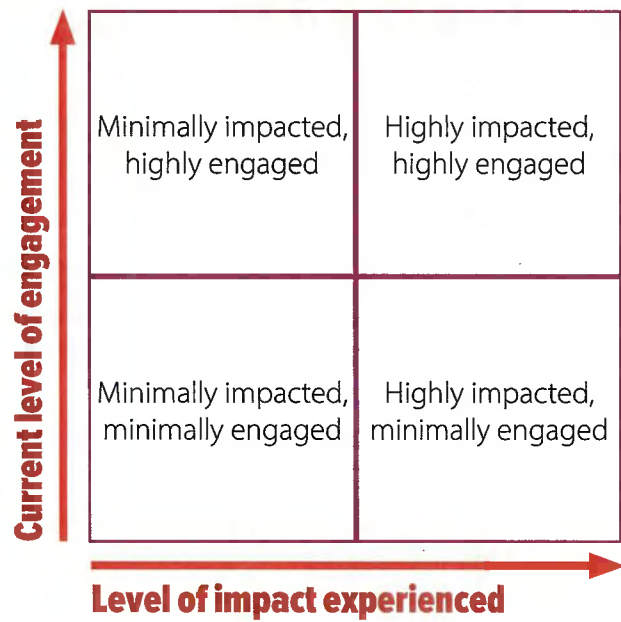 Current level of engagement
Minimally impacted,
highly engaged
Highly impacted,
highly engaged
Minimally impacted,
minimally engaged
Highly impacted,
minimally engaged
Level of impact experienced